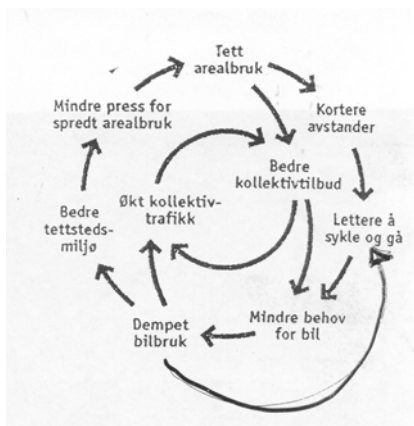 Tett
arealbruk
Kortere
avstander
Lettere å
sykle og gå
Mindre behov
for bil
Dempet
bilbruk
Bedre
tettsteds-
miljø
Mindre press for
spredt arealbruk
Bedre
kollektivtilbud
Økt kollektiv-
trafikk